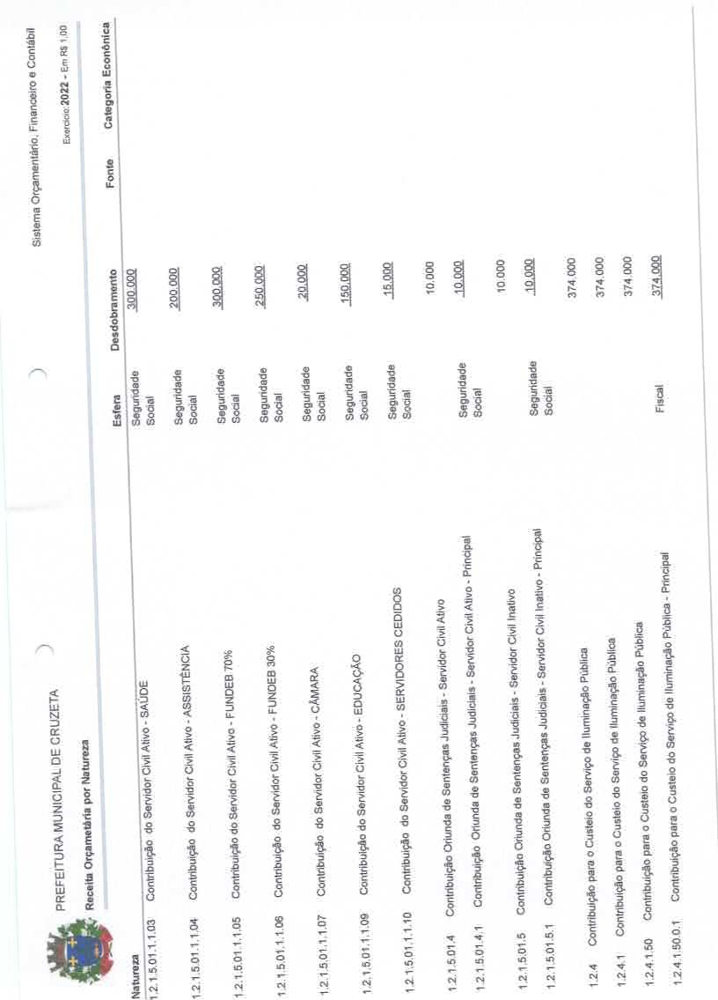 PREFEITURA MUNICIPAL DE CRUZETA
Sistema Orçamentário, Financeiro e Contábil
Receita Orçametária por Natureza
Exercício: 2022 - Em R$ 1,00
Natureza Esfera Desdobramento Fonte Categoria Econônica
1.2.1.5.01.1.1.03 Contribuição do Servidor Civil Ativo - SAÚDE Seguridade 300.000
Social
1.2.1.5.01.1.1.04 Contribuição do Servidor Civil Ativo - ASSISTÊNCIA Seguridade 200.000
Social
1.2.1.5.01.1.1.05 Contribuição do Servidor Civil Ativo - FUNDEB 70% Seguridade 300.000
Social
1.2.1.5.01.1.1.06 Contribuição do Servidor Civil Ativo - FUNDEB 30% Seguridade 250.000
Social
1.2.1.5.01.1.1.07 Contribuição do Servidor Civil Ativo - CÂMARA Seguridade 20.000
Social
1.2.1.5.01.1.1.09 Contribuição do Servidor Civil Ativo - EDUCAÇÃO Seguridade 150.000
Social
1.2.1.5.01.1.1.10 Contribuição do Servidor Civil Ativo - SERVIDORES CEDIDOS Seguridade 15.000
Social
1.2.1.5.01.4 Contribuição Oriunda de Sentenças Judiciais - Servidor Civil Ativo 10.000
1.2.1.5.01.4.1 Contribuição Oriunda de Sentenças Judiciais - Servidor Civil Ativo - Principal Seguridade 10.000
Social
1.2.1.5.01.5 Contribuição Oriunda de Sentenças Judiciais - Servidor Civil Inativo 10.000
1.2.1.5.01.5.1 Contribuição Oriunda de Sentenças Judiciais - Servidor Civil Inativo - Principal Seguridade 10.000
Social
1.2.4 Contribuição para o Custeio do Serviço de Iluminação Pública 374.000
1.2.4.1 Contribuição para o Custeio do Serviço de Iluminação Pública 374.000
1.2.4.1.50 Contribuição para o Custeio do Serviço de Iluminação Pública 374.000
1.2.4.1.50.0.1 Contribuição para o Custeio do Serviço de Iluminação Pública - Principal Fiscal 374.000